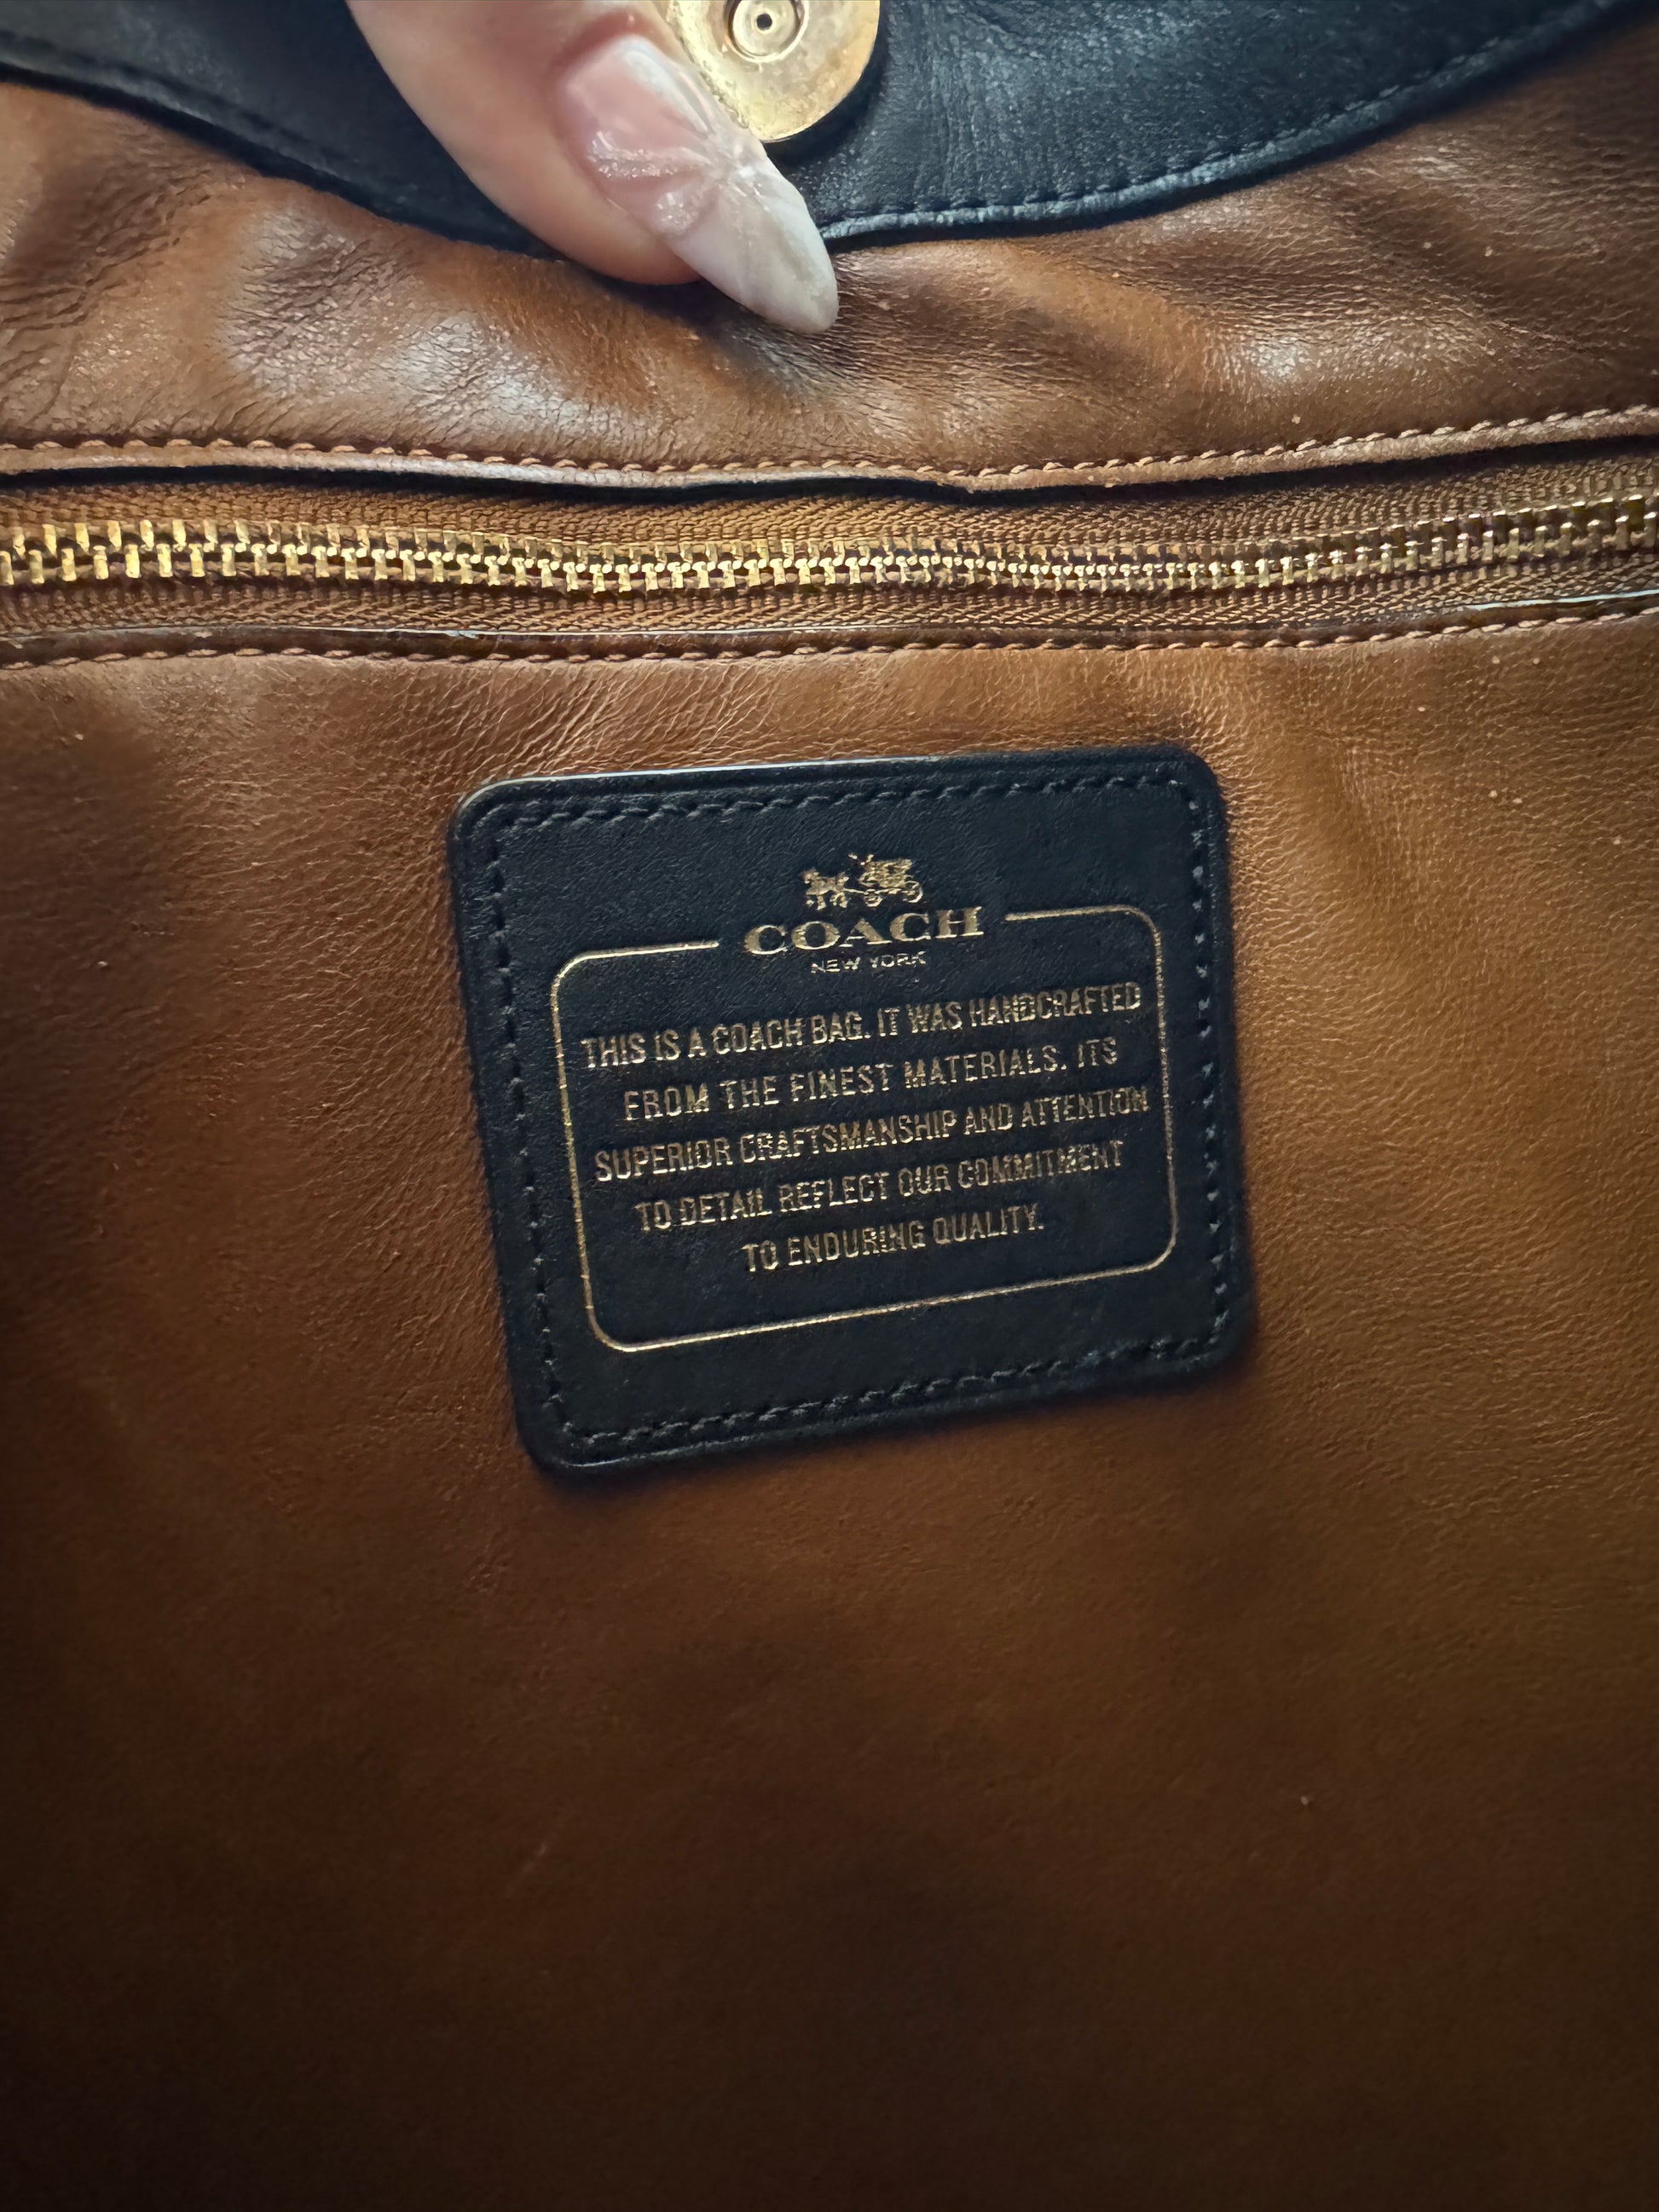 COACH
NEW YORK
THIS IS A COACH BAG. IT WAS HANDCRAFTED
FROM THE FINEST MATERIALS. ITS
SUPERIOR CRAFTSMANSHIP AND ATTENTION
TO DETAIL REFLECT OUR COMMITMENT
TO ENDURING QUALITY.